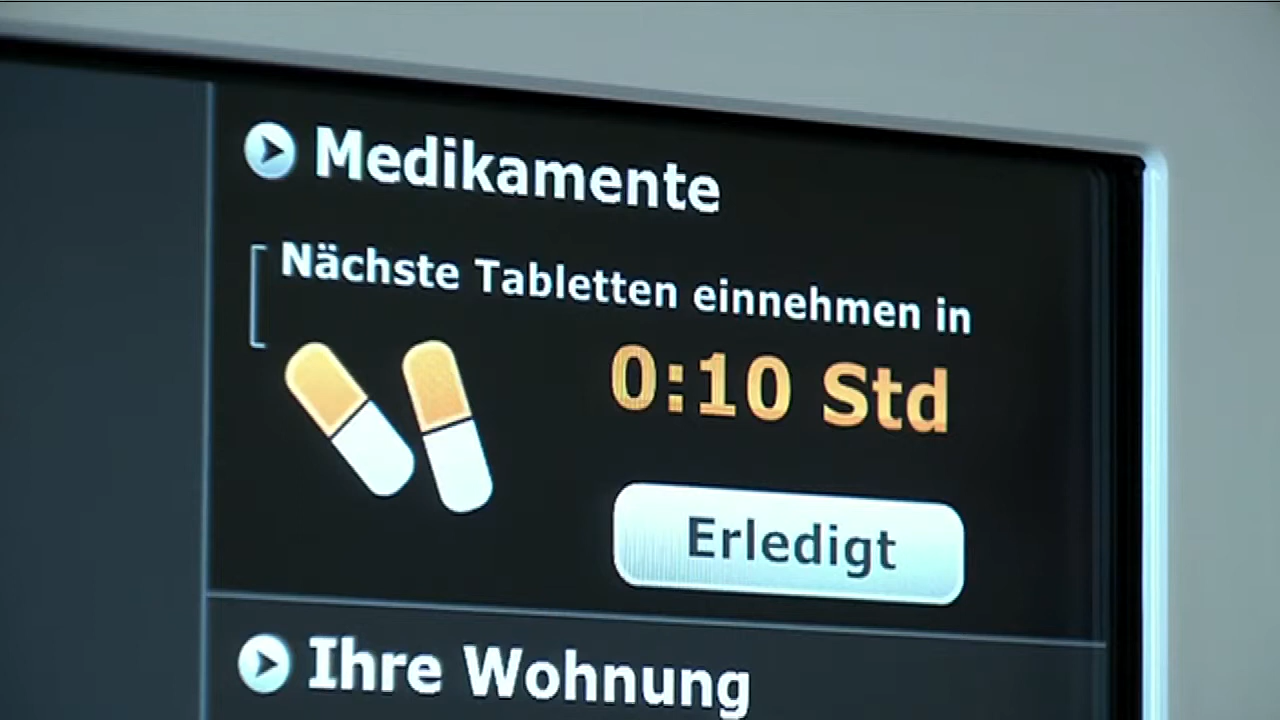 Medikamente
Nächste Tabletten einnehmen in
0:10 Std
Erledigt
Ihre Wohnung